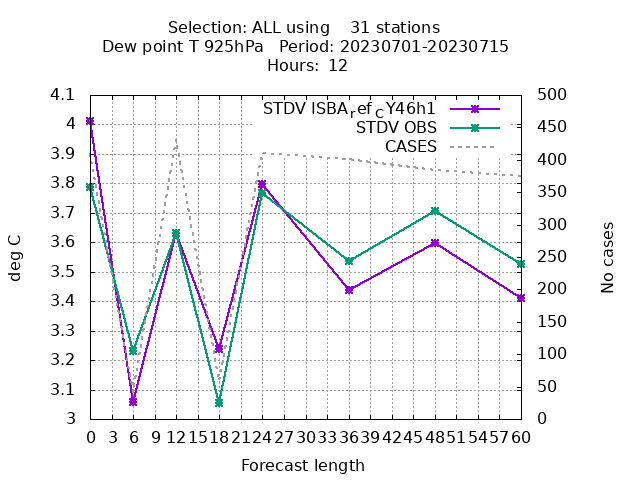 Selection: ALL using    31 stations
Dew point T 925hPa   Period: 20230701-20230715
Hours: 12
STDV ISBA_ref_CY46h1
STDV OBS
CASES
4.1
4
3.9
3.8
3.7
3.6
3.5
3.4
3.3
3.2
3.1
3
deg C
500
450
400
350
300
250
200
150
100
50
0
No cases
0 3 6 9 12 15 18 21 24 27 30 33 36 39 42 45 48 51 54 57 60
Forecast length